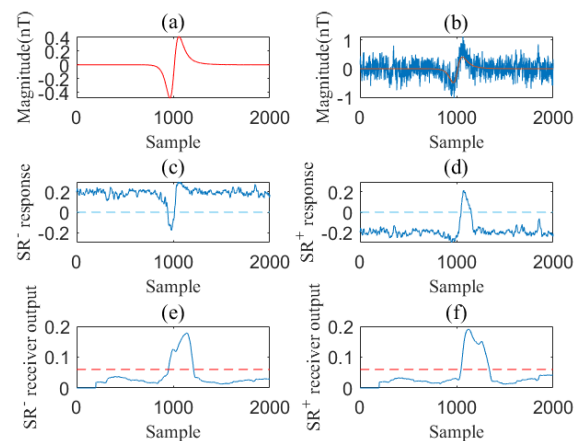 (a)
Magnitude(nT)
0.4
0.2
0
-0.2
-0.4
0
1000
2000
Sample
(b)
Magnitude(nT)
1
0
-1
0
1000
2000
Sample
(c)
SR⁻ response
0.2
0
-0.2
0
1000
2000
Sample
(d)
SR⁺ response
0.2
0
-0.2
0
1000
2000
Sample
(e)
SR⁻ receiver output
0.2
0.1
0
0
1000
2000
Sample
(f)
SR⁺ receiver output
0.2
0.1
0
0
1000
2000
Sample